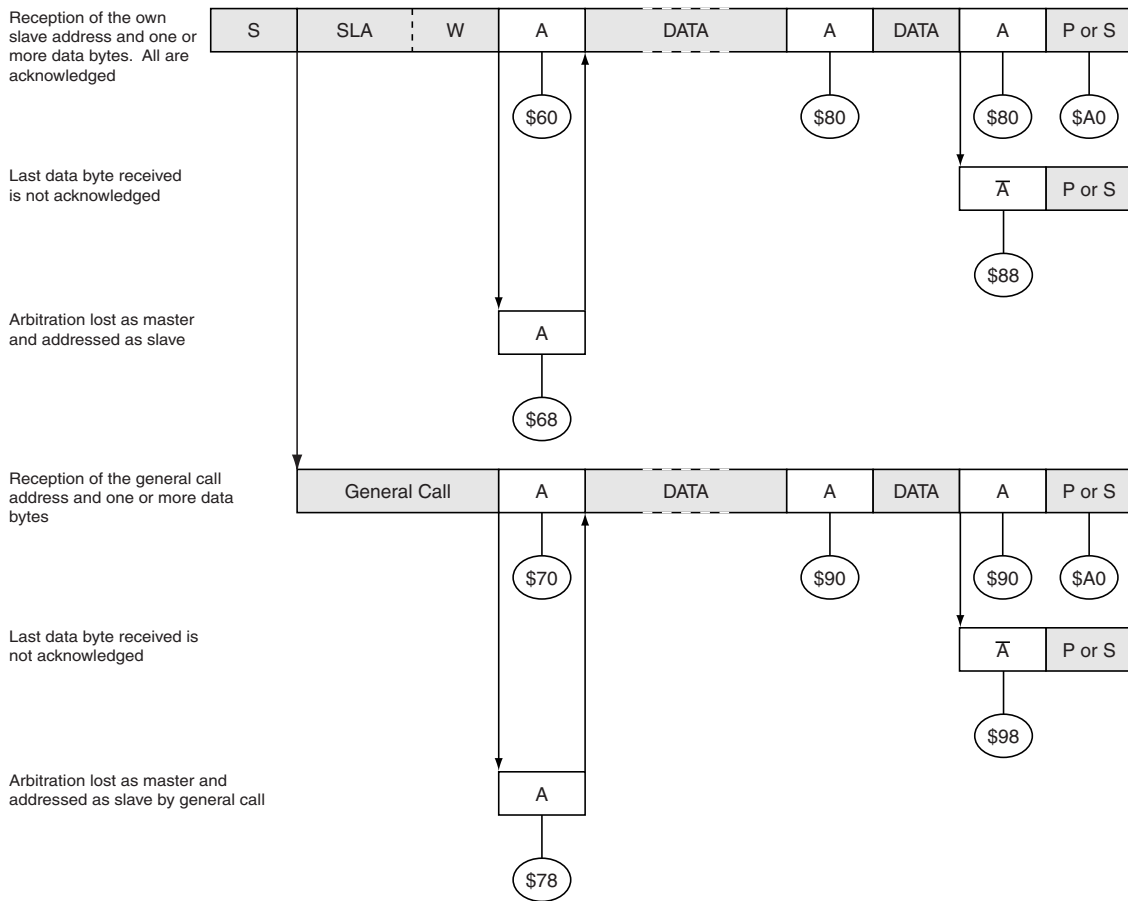 Reception of the own
slave address and one or
more data bytes. All are
acknowledged
S SLA W A DATA A DATA A P or S
$60 $80 $80 $A0
Last data byte received
is not acknowledged
A̅ P or S
$88
Arbitration lost as master
and addressed as slave
A
$68
Reception of the general call
address and one or more data
bytes
General Call A DATA A DATA A P or S
$70 $90 $90 $A0
Last data byte received is
not acknowledged
A̅ P or S
$98
Arbitration lost as master and
addressed as slave by general call
A
$78